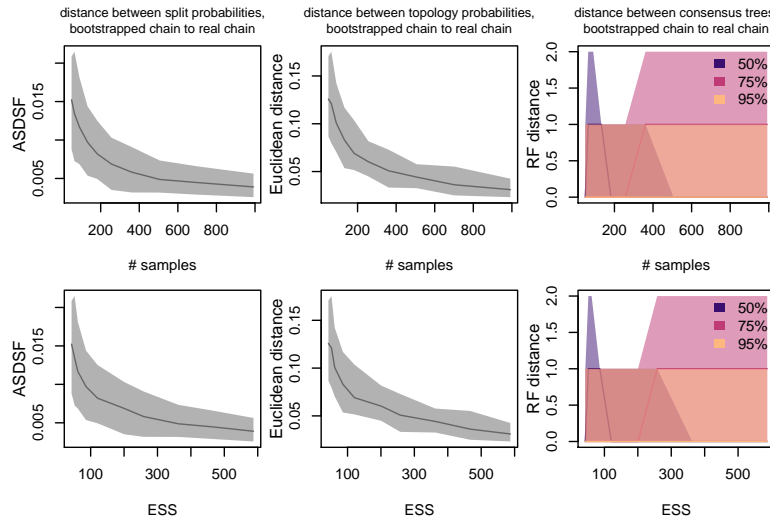 distance between split probabilities,
bootstrapped chain to real chain
distance between topology probabilities,
bootstrapped chain to real chain
distance between consensus trees
bootstrapped chain to real chain
ASDSF
0.005
0.015
200
400
600
800
# samples
Euclidean distance
0.05
0.10
0.15
200
400
600
800
# samples
RF distance
0.0
0.5
1.0
1.5
2.0
50%
75%
95%
200
400
600
800
# samples
ASDSF
0.005
0.015
100
300
500
ESS
Euclidean distance
0.05
0.10
0.15
100
300
500
ESS
RF distance
0.0
0.5
1.0
1.5
2.0
50%
75%
95%
100
300
500
ESS